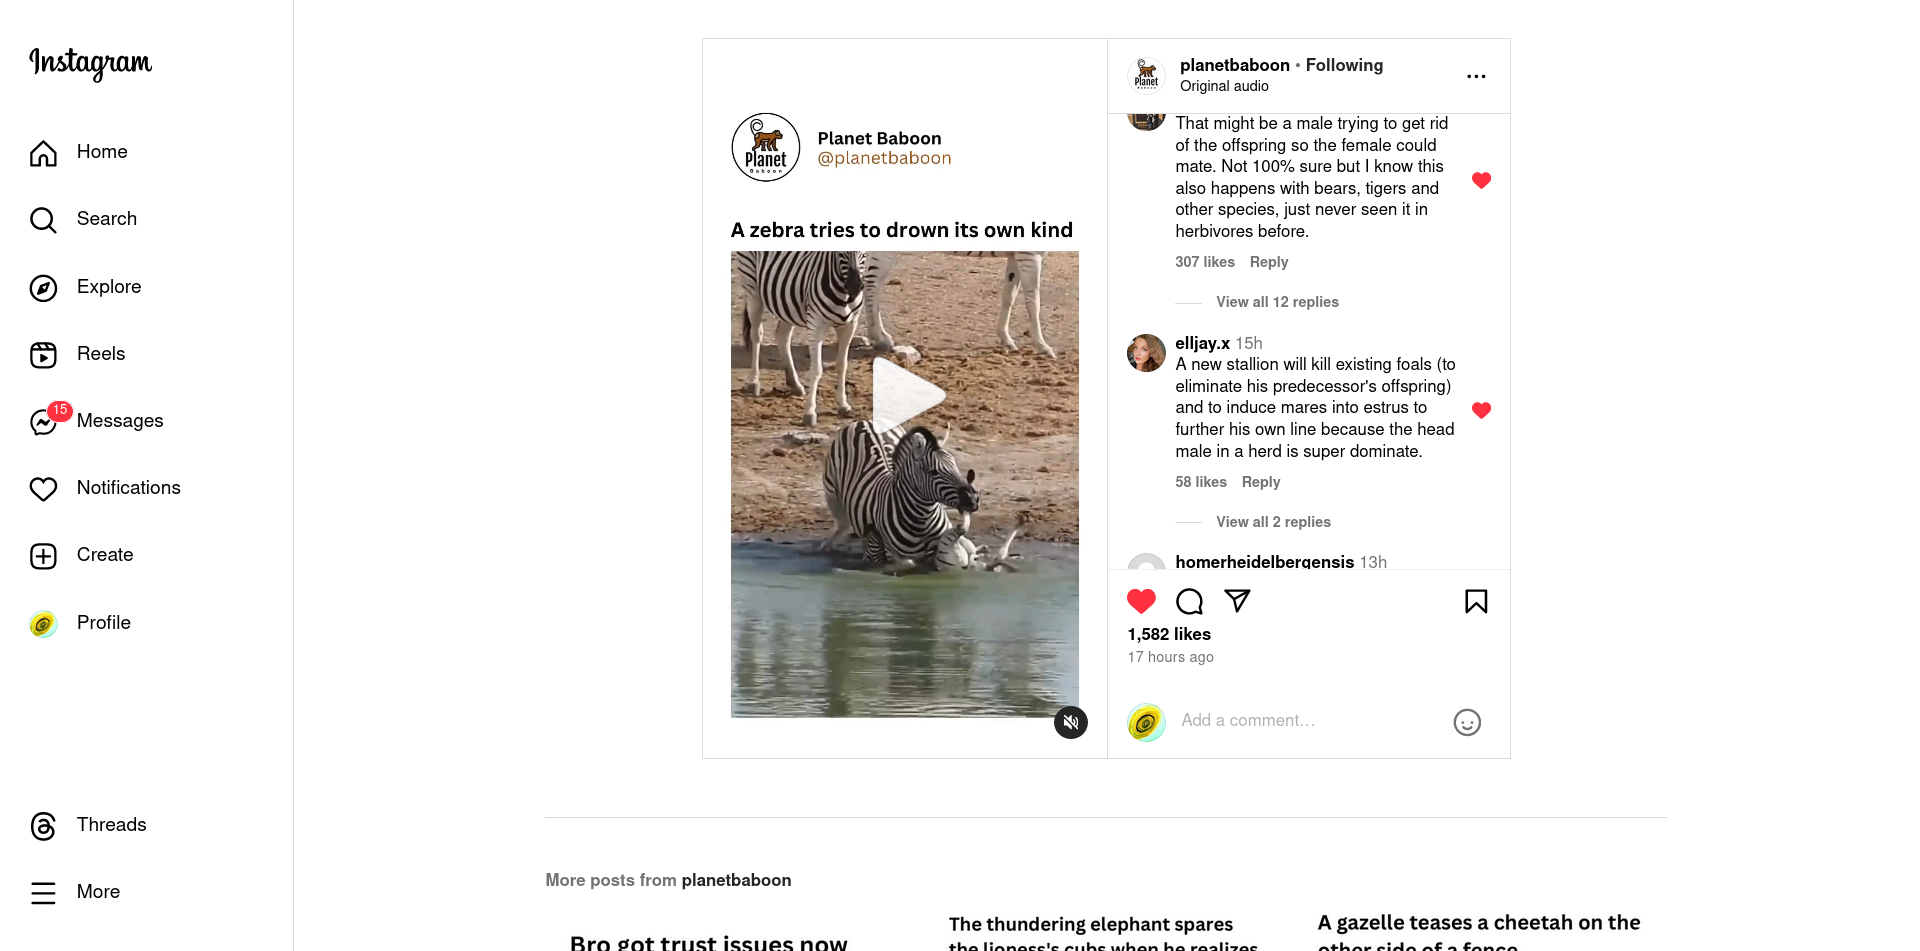 Instagram
Home
Search
Explore
Reels
15
Messages
Notifications
Create
Profile
Threads
More
Planet
Baboon
Planet Baboon
@planetbaboon
A zebra tries to drown its own kind
Planet
planetbaboon • Following
Original audio
That might be a male trying to get rid
of the offspring so the female could
mate. Not 100% sure but I know this
also happens with bears, tigers and
other species, just never seen it in
herbivores before.
307 likes Reply
View all 12 replies
elljay.x 15h
A new stallion will kill existing foals (to
eliminate his predecessor's offspring)
and to induce mares into estrus to
further his own line because the head
male in a herd is super dominate.
58 likes Reply
View all 2 replies
homerheidelbergensis 13h
1,582 likes
17 hours ago
Add a comment...
More posts from planetbaboon
Bro got trust issues now
The thundering elephant spares
the lioness's cubs when he realizes
A gazelle teases a cheetah on the
other side of a fence